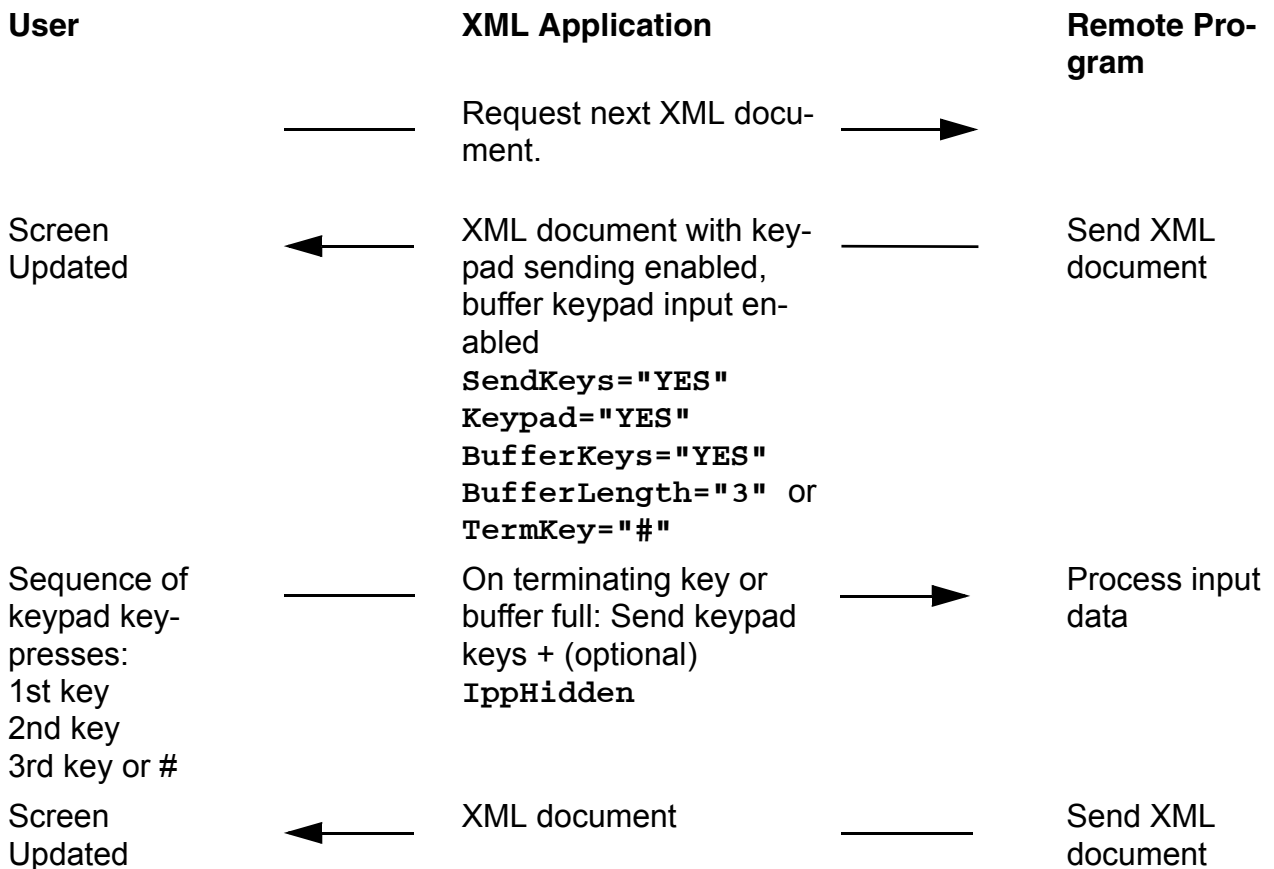 User
XML Application
Remote Pro-
gram
Request next XML docu-
ment.
Screen
Updated
XML document with key-
pad sending enabled,
buffer keypad input en-
abled
SendKeys="YES"
Keypad="YES"
BufferKeys="YES"
BufferLength="3" or
TermKey="#"
Send XML
document
Sequence of
keypad key-
presses:
1st key
2nd key
3rd key or #
On terminating key or
buffer full: Send keypad
keys + (optional)
IppHidden
Process input
data
Screen
Updated
XML document
Send XML
document